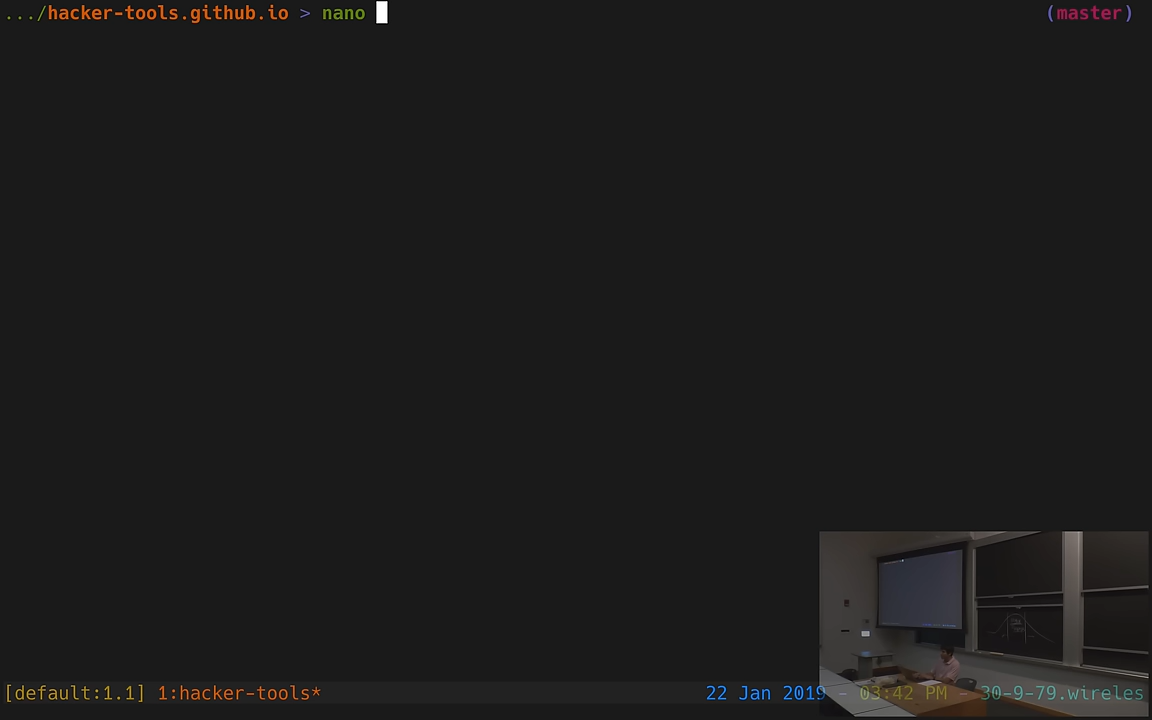 .../hacker-tools.github.io > nano (master)
[default:1.1] 1:hacker-tools* 22 Jan 2019 - 03:42 PM - 30-9-79.wireles